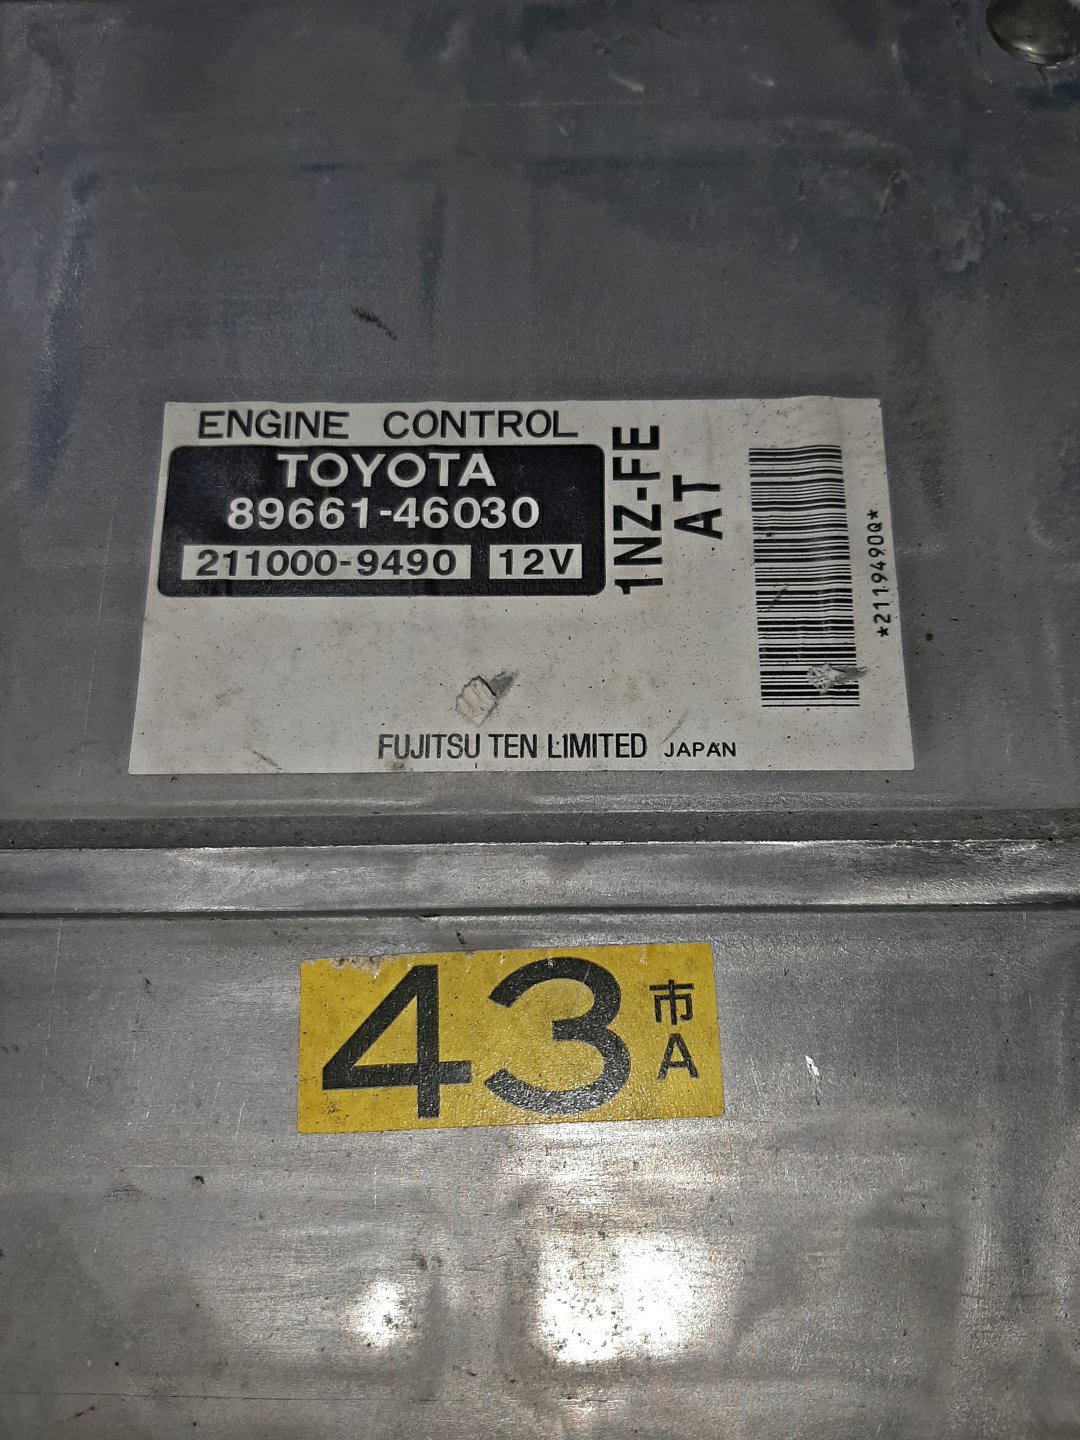 ENGINE CONTROL
TOYOTA
89661-46030
211000-9490 12V
1NZ-FE
AT
*2119490Q*
FUJITSU TEN LIMITED JAPAN
43 市
A